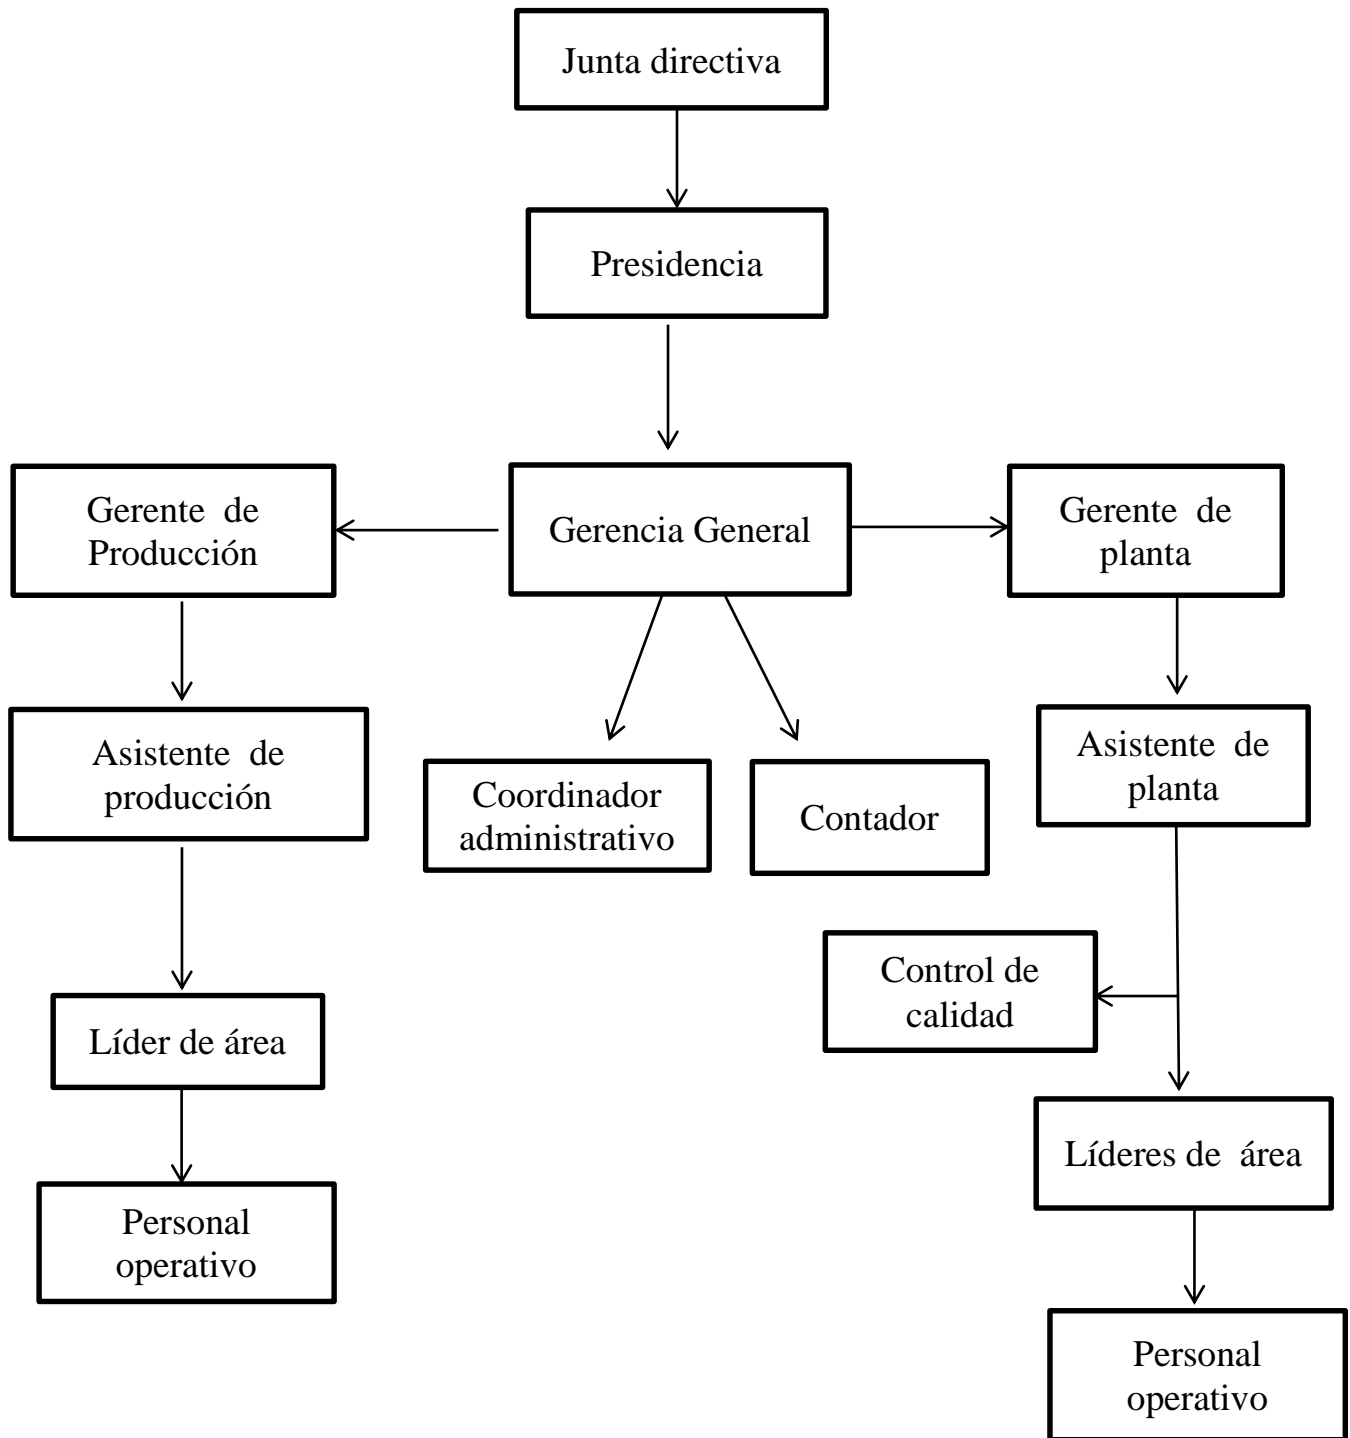 Junta directiva
Presidencia
Gerente de
Producción
Gerencia General
Gerente de
planta
Asistente de
producción
Coordinador
administrativo
Contador
Asistente de
planta
Control de
calidad
Líder de área
Líderes de área
Personal
operativo
Personal
operativo